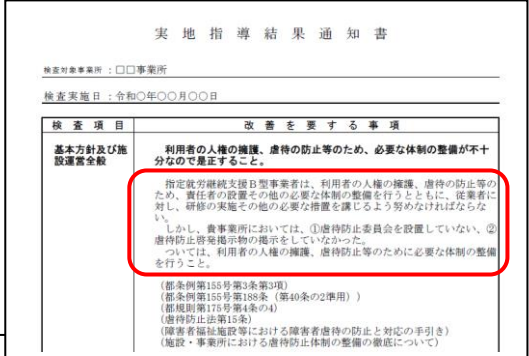 実地指導結果通知書
検査対象事業所：□□事業所
検査実施日：令和〇年〇〇月〇〇日
検査項目 改善を要する事項
基本方針及び施 利用者の人権の擁護、虐待の防止等のため、必要な体制の整備が不十
設運営全般 分なので是正すること。
指定就労継続支援B型事業者は、利用者の人権の擁護、虐待の防止等の
ため、責任者の設置その他の必要な体制の整備を行うとともに、従業者に
対し、研修の実施その他の必要な措置を講じるよう努めなければならな
い。
しかし、貴事業所においては、①虐待防止委員会を設置していない、②
虐待防止啓発掲示物の掲示をしていなかった。
ついては、利用者の人権の擁護、虐待防止等のために必要な体制の整備
を行うこと。
(都条例第155号第3条第3項)
(都条例第155号第188条（第40条の2準用）)
(都規則第175号第4条の4)
(虐待防止法第15条)
(障害者福祉施設等における障害者虐待の防止と対応の手引き)
(施設・事業所における虐待防止体制の整備の徹底について)